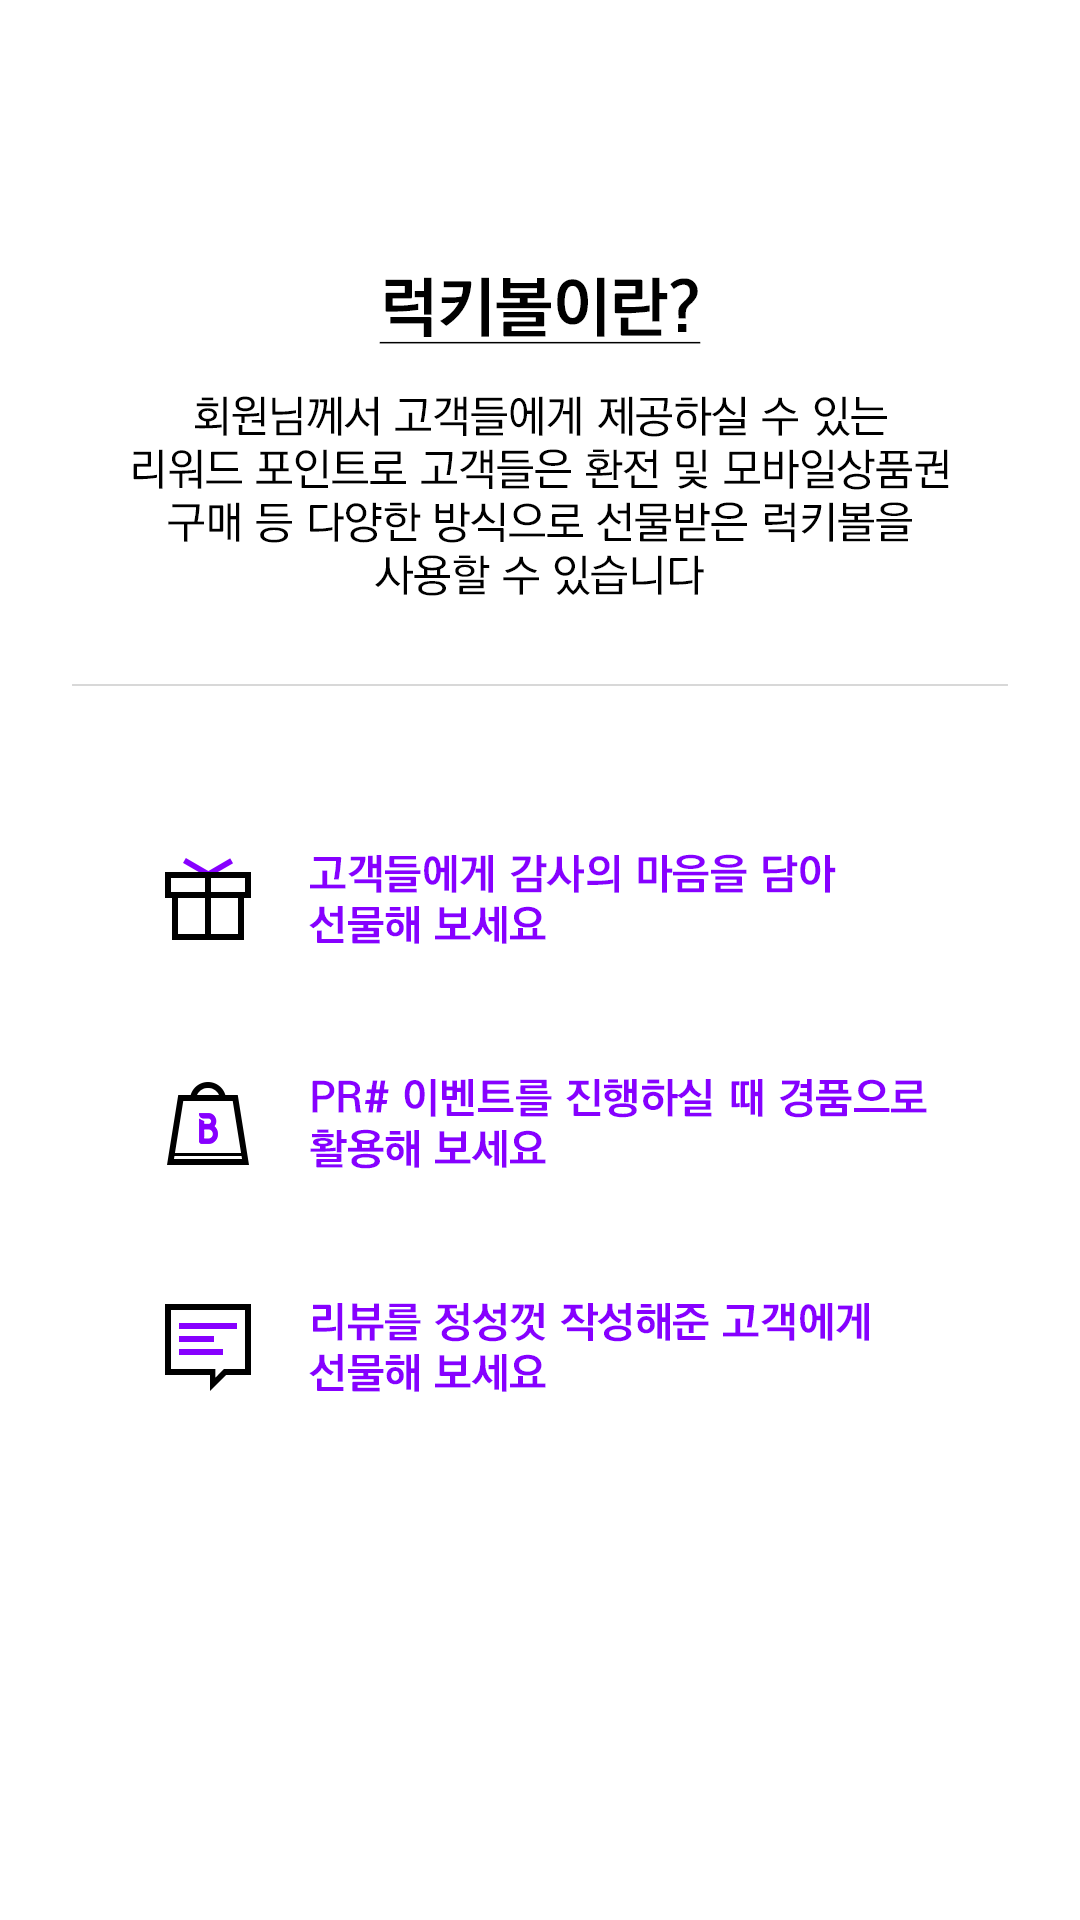 럭키볼이란?
회원님께서 고객들에게 제공하실 수 있는
리워드 포인트로 고객들은 환전 및 모바일상품권
구매 등 다양한 방식으로 선물받은 럭키볼을
사용할 수 있습니다
고객들에게 감사의 마음을 담아
선물해 보세요
B
PR# 이벤트를 진행하실 때 경품으로
활용해 보세요
리뷰를 정성껏 작성해준 고객에게
선물해 보세요